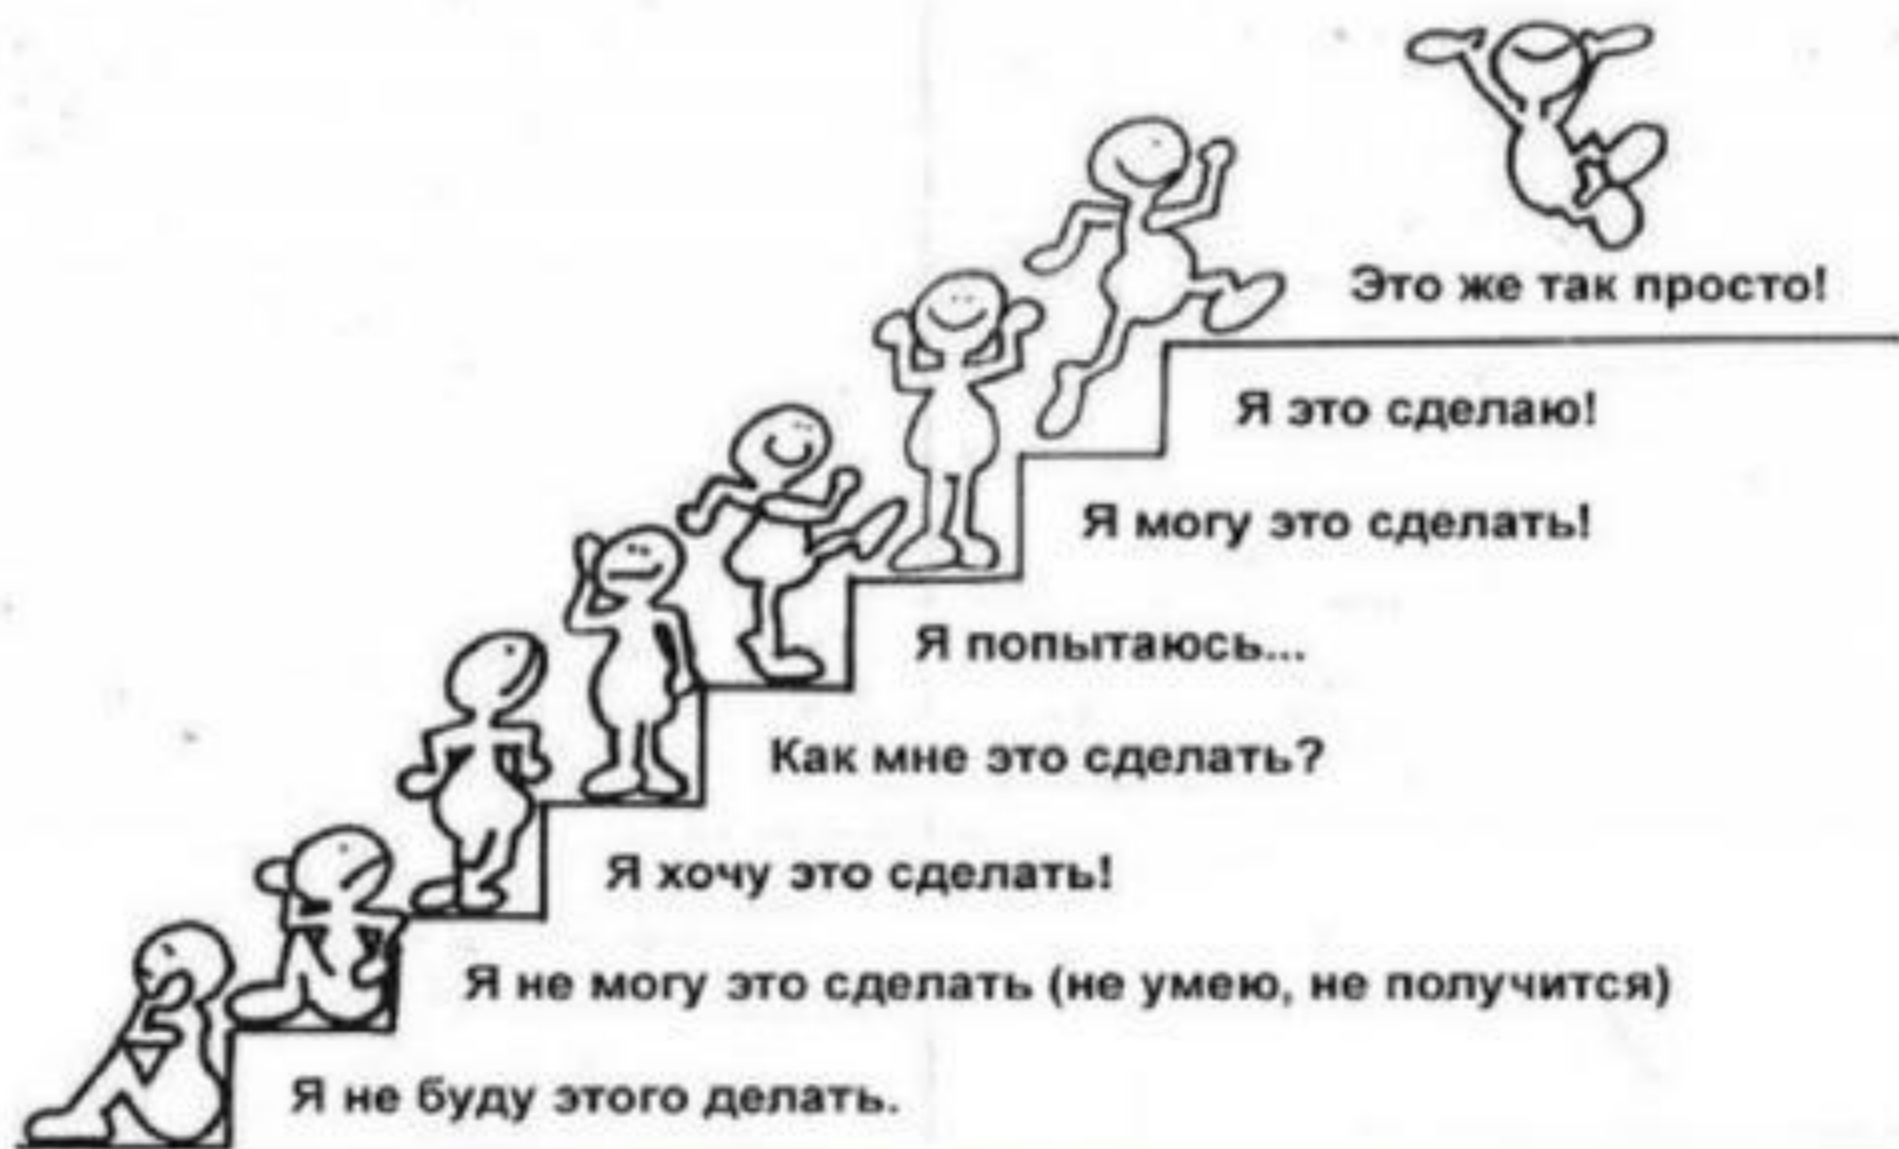 Это же так просто!
Я это сделаю!
Я могу это сделать!
Я попытаюсь...
Как мне это сделать?
Я хочу это сделать!
Я не могу это сделать (не умею, не получится)
Я не буду этого делать.